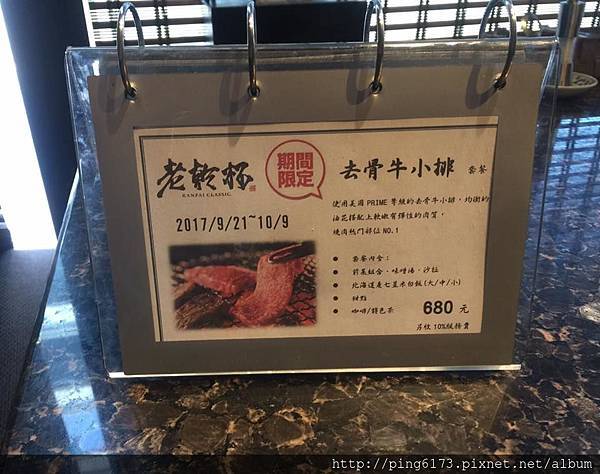 老乾杯
KANPAI CLASSIC.
期間
限定
去骨牛小排 套餐
2017/9/21~10/9
使用美國PRIME等級的去骨牛小排，均衡的
油花搭配上軟嫩有彈性的肉質，
燒肉熱門部位NO.1
● 套餐內含：
● 前菜組合、味噌湯、沙拉
● 北海道產七星米白飯(大/中/小)
● 甜點
● 咖啡/特色茶
680 元
另收10%服務費
http://ping6173.pixnet.net/album